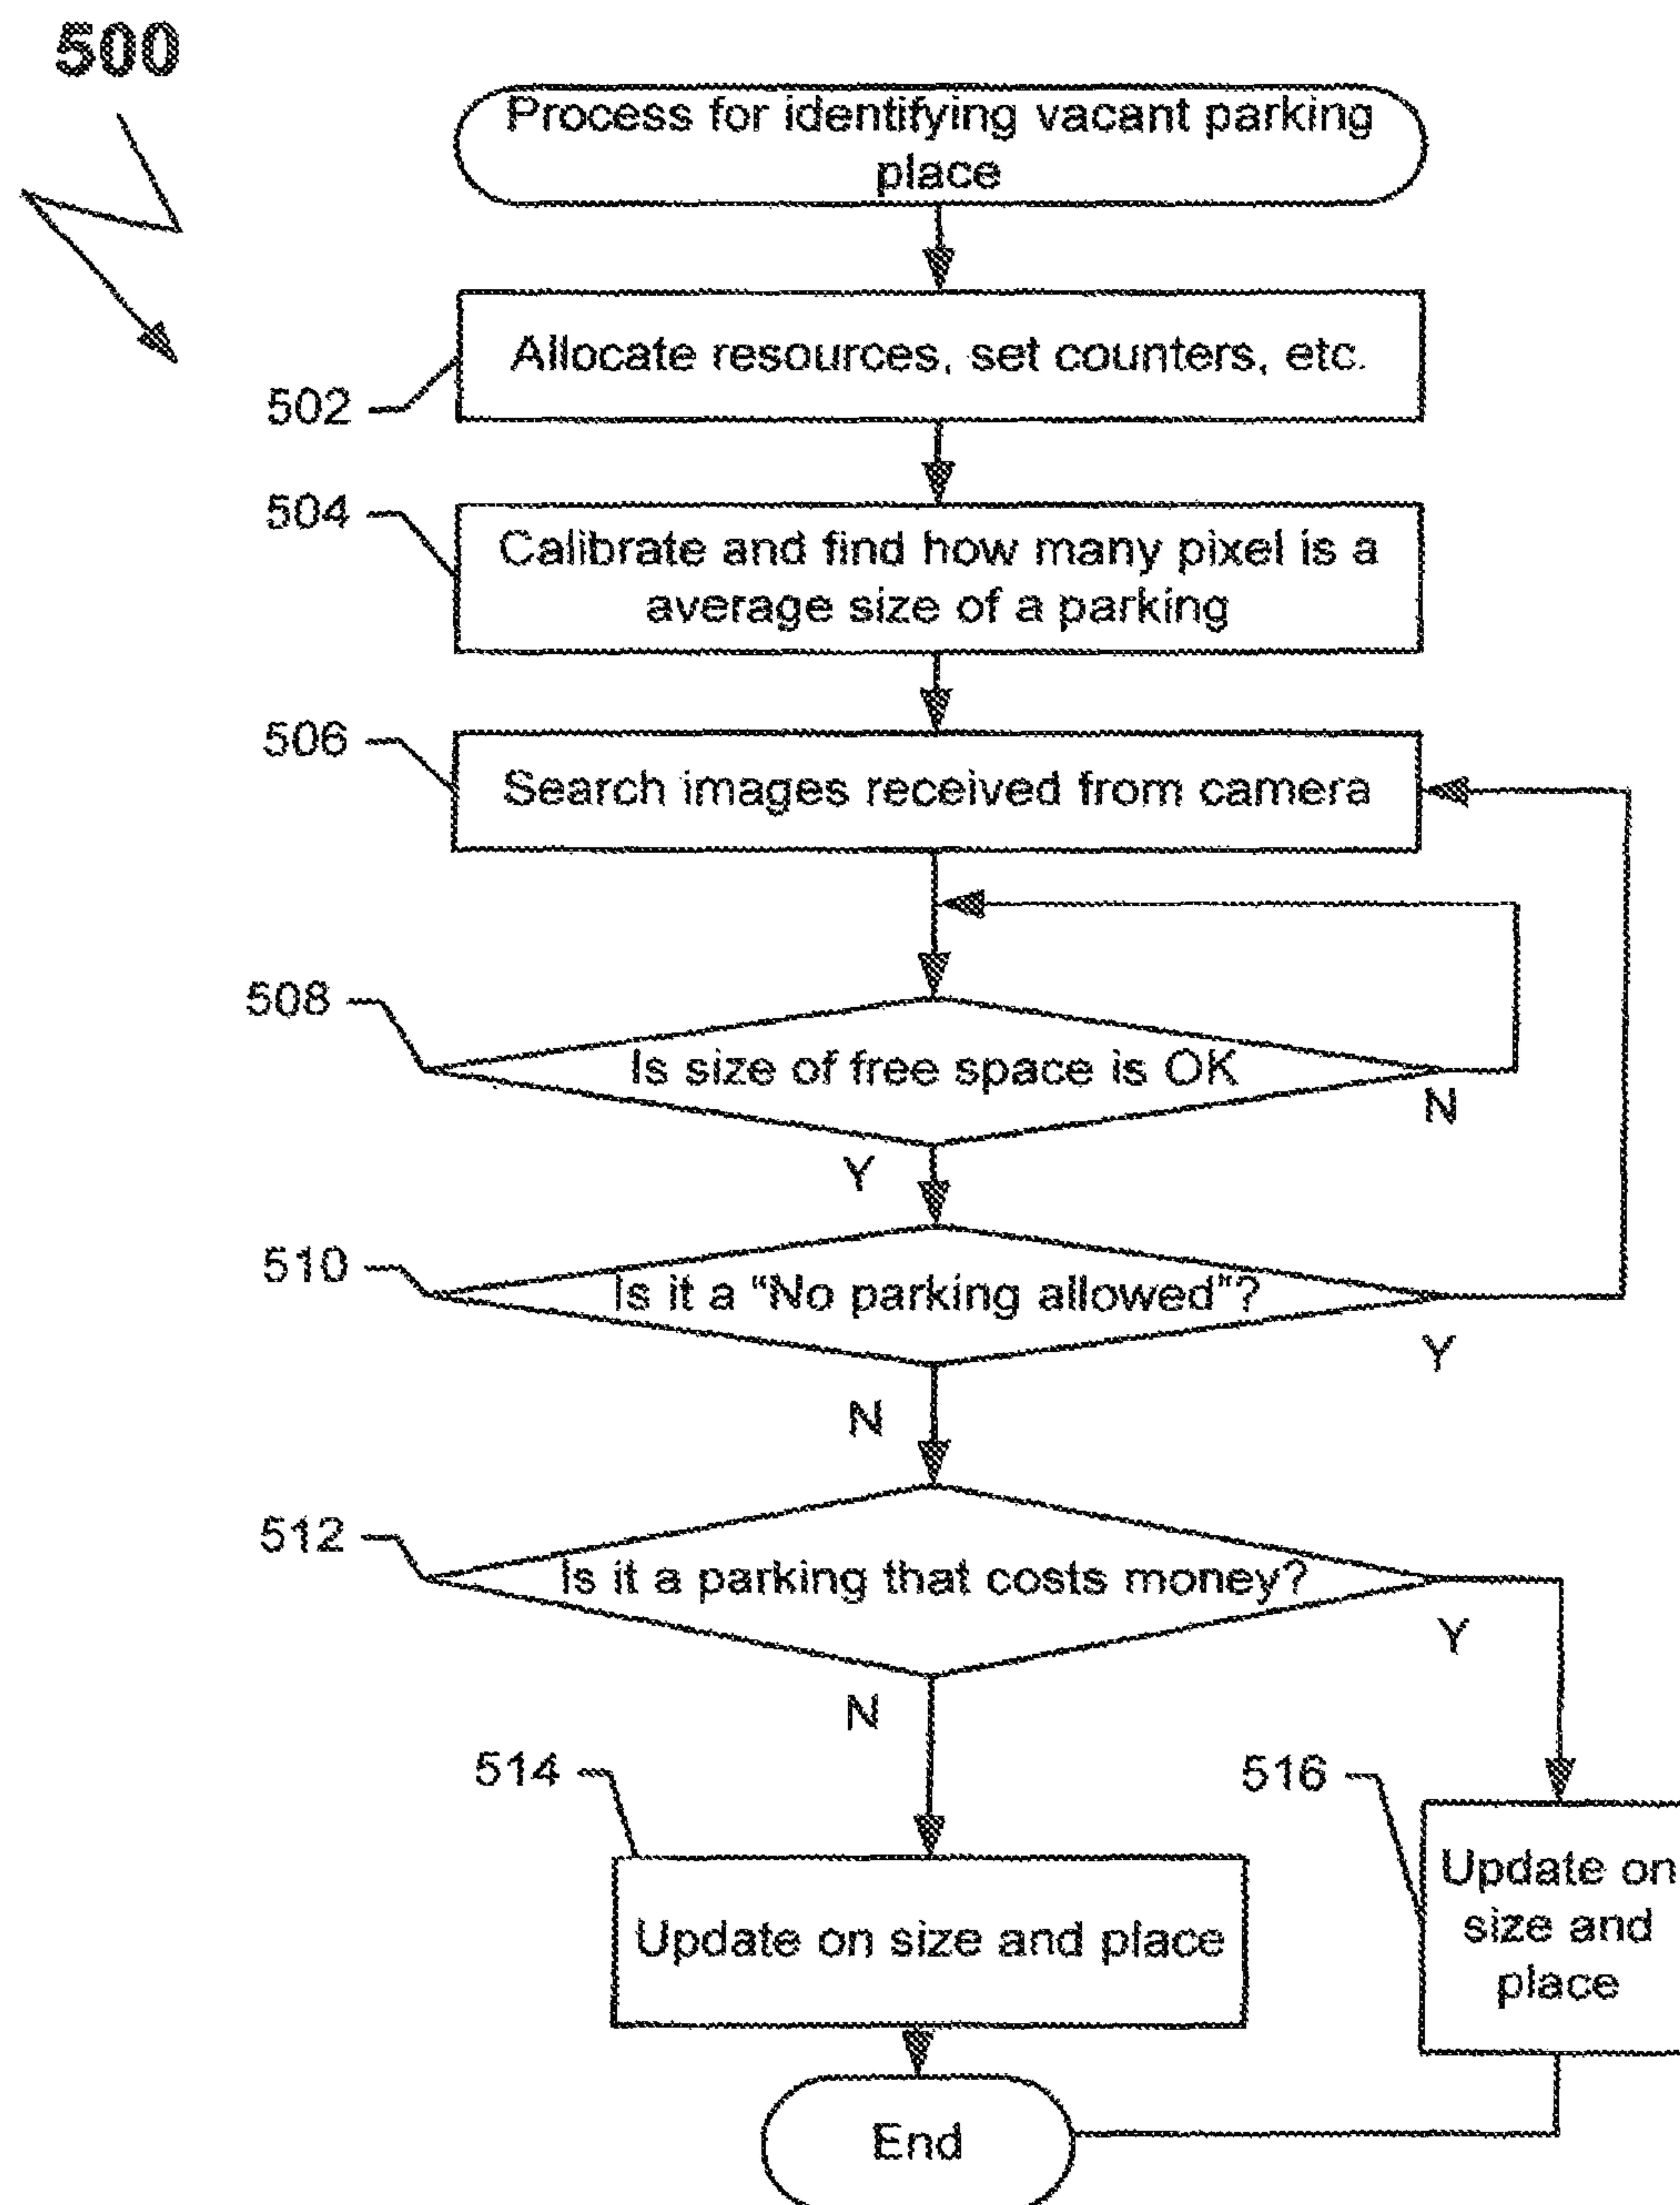 500
Process for identifying vacant parking
place
Allocate resources, set counters, etc.
502
504
Calibrate and find how many pixel is a
average size of a parking
506
Search images received from camera
508
Is size of free space is OK
N
Y
510
Is it a “No parking allowed”?
Y
N
512
Is it a parking that costs money?
Y
N
514
516
Update on size and place
Update on
size and
place
End